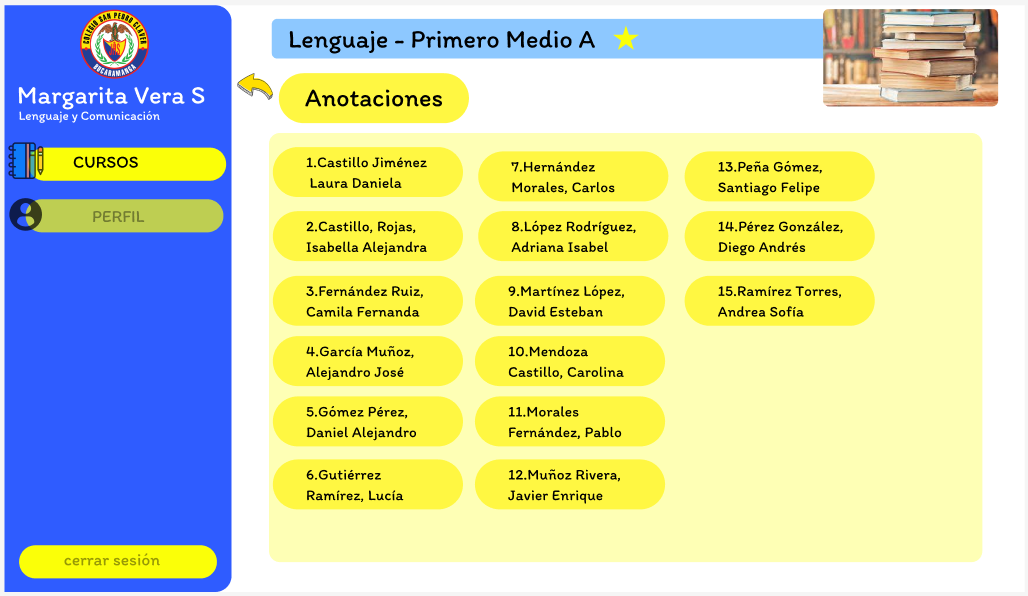 COLEGIO SAN PEDRO CLAVER
BUCARAMANGA
Margarita Vera S
Lenguaje y Comunicación
CURSOS
PERFIL
cerrar sesión
Lenguaje - Primero Medio A
Anotaciones
1.Castillo Jiménez
Laura Daniela
2.Castillo, Rojas,
Isabella Alejandra
3.Fernández Ruiz,
Camila Fernanda
4.García Muñoz,
Alejandro José
5.Gómez Pérez,
Daniel Alejandro
6.Gutiérrez
Ramírez, Lucía
7.Hernández
Morales, Carlos
8.López Rodríguez,
Adriana Isabel
9.Martínez López,
David Esteban
10.Mendoza
Castillo, Carolina
11.Morales
Fernández, Pablo
12.Muñoz Rivera,
Javier Enrique
13.Peña Gómez,
Santiago Felipe
14.Pérez González,
Diego Andrés
15.Ramírez Torres,
Andrea Sofía